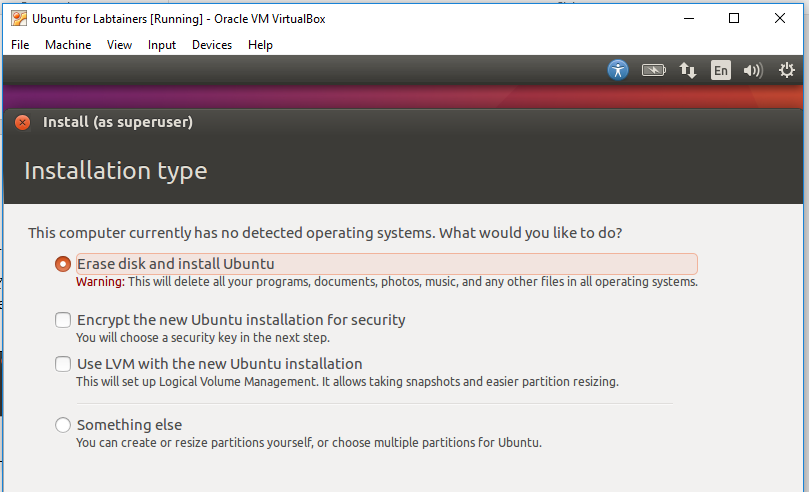 Ubuntu for Labtainers [Running] - Oracle VM VirtualBox
File Machine View Input Devices Help
En
Install (as superuser)
Installation type
This computer currently has no detected operating systems. What would you like to do?
Erase disk and install Ubuntu
Warning: This will delete all your programs, documents, photos, music, and any other files in all operating systems.
Encrypt the new Ubuntu installation for security
You will choose a security key in the next step.
Use LVM with the new Ubuntu installation
This will set up Logical Volume Management. It allows taking snapshots and easier partition resizing.
Something else
You can create or resize partitions yourself, or choose multiple partitions for Ubuntu.